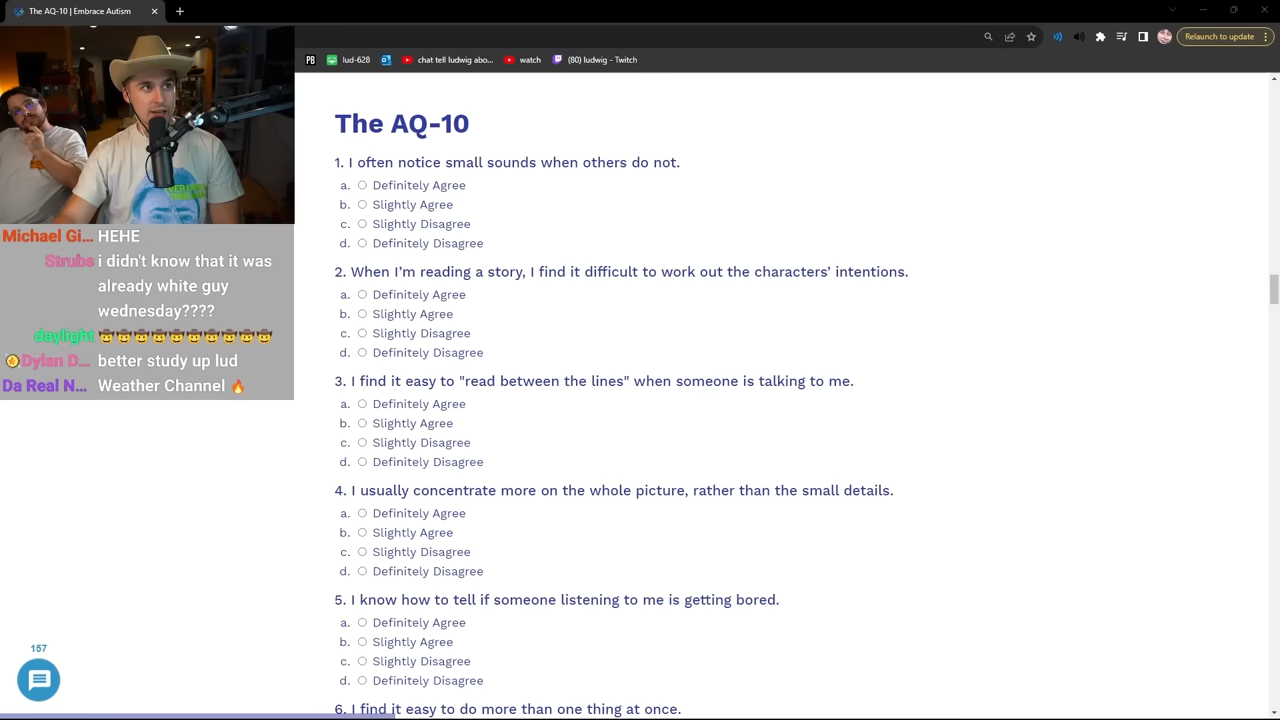 The AQ-10 | Embrace Autism
Relaunch to update
PB
lud-628
chat tell ludwig abo...
watch
(80) ludwig - Twitch
Michael Gi... HEHE
Strubs i didn't know that it was
already white guy
wednesday????
daylight 🤠🤠🤠🤠🤠🤠🤠🤠🤠🤠
Dylan D... better study up lud
Da Real N... Weather Channel 🔥
The AQ-10
1. I often notice small sounds when others do not.
a. Definitely Agree
b. Slightly Agree
c. Slightly Disagree
d. Definitely Disagree
2. When I’m reading a story, I find it difficult to work out the characters’ intentions.
a. Definitely Agree
b. Slightly Agree
c. Slightly Disagree
d. Definitely Disagree
3. I find it easy to "read between the lines" when someone is talking to me.
a. Definitely Agree
b. Slightly Agree
c. Slightly Disagree
d. Definitely Disagree
4. I usually concentrate more on the whole picture, rather than the small details.
a. Definitely Agree
b. Slightly Agree
c. Slightly Disagree
d. Definitely Disagree
5. I know how to tell if someone listening to me is getting bored.
a. Definitely Agree
b. Slightly Agree
c. Slightly Disagree
d. Definitely Disagree
6. I find it easy to do more than one thing at once.
157